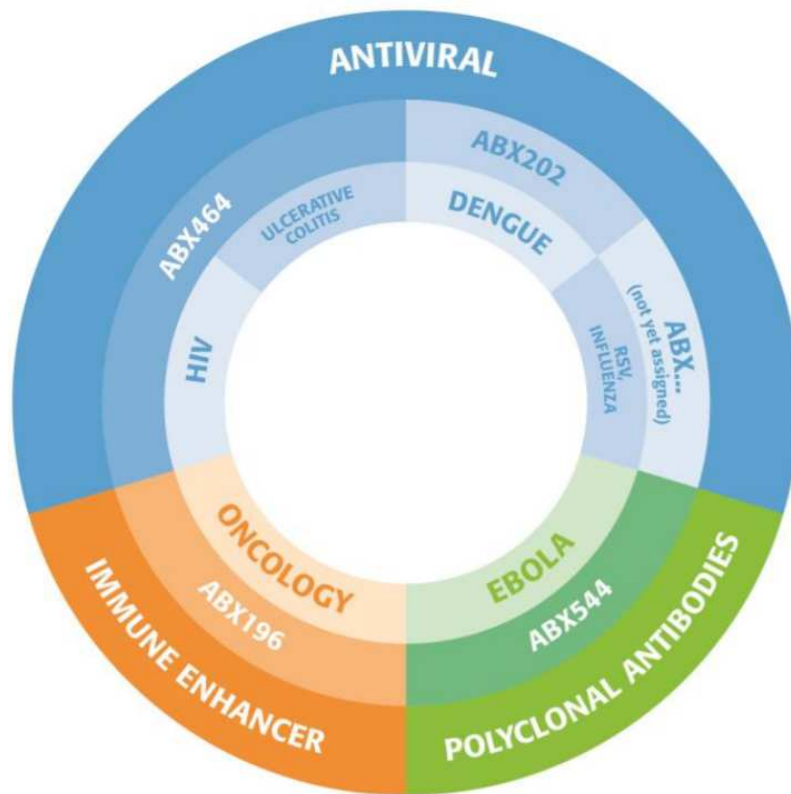 ANTIVIRAL
ABX464
ULCERATIVE
COLITIS
HIV
ABX202
DENGUE
ABX...
(not yet assigned)
RSV,
INFLUENZA
IMMUNE ENHANCER
ABX196
ONCOLOGY
POLYCLONAL ANTIBODIES
ABX544
EBOLA